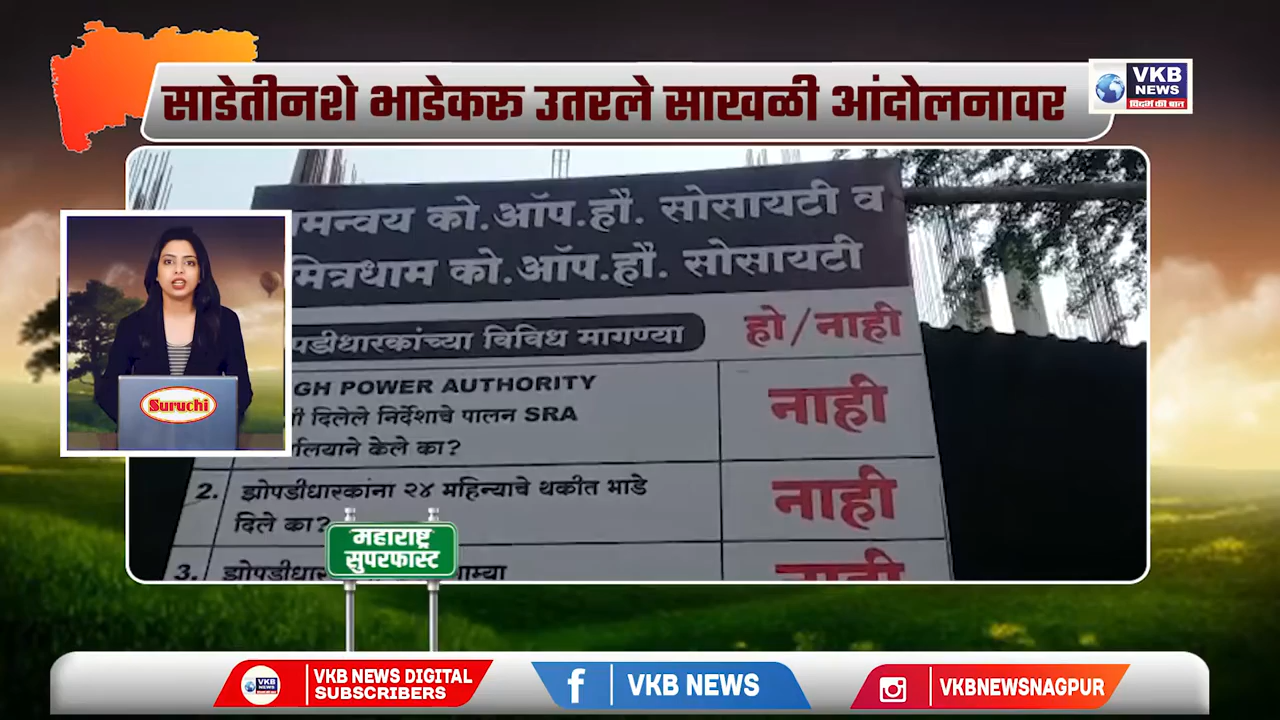 साडेतीनशे भाडेकरू उतरले साखळी आंदोलनावर
VKB
NEWS
विदर्भ की बात
मन्वय को.ऑप.हौ. सोसायटी व
मित्रधाम को.ऑप.हौ. सोसायटी
पडीधारकांच्या विविध मागण्या
हो/नाही
GH POWER AUTHORITY
नी दिलेले निर्देशाचे पालन SRA
लियाने केले का?
नाही
2. झोपडीधारकांना २४ महिन्याचे थकीत भाडे
दिले का?
नाही
3.
नाही
Suruchi
महाराष्ट्र
सुपरफास्ट
VKB NEWS
VKB NEWS DIGITAL
SUBSCRIBERS
f VKB NEWS
VKBNEWSNAGPUR